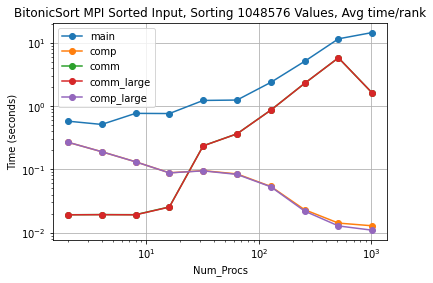 BitonicSort MPI Sorted Input, Sorting 1048576 Values, Avg time/rank
main
comp
comm
comm_large
comp_large
Time (seconds)
10¹
10⁰
10⁻¹
10⁻²
10¹
10²
10³
Num_Procs